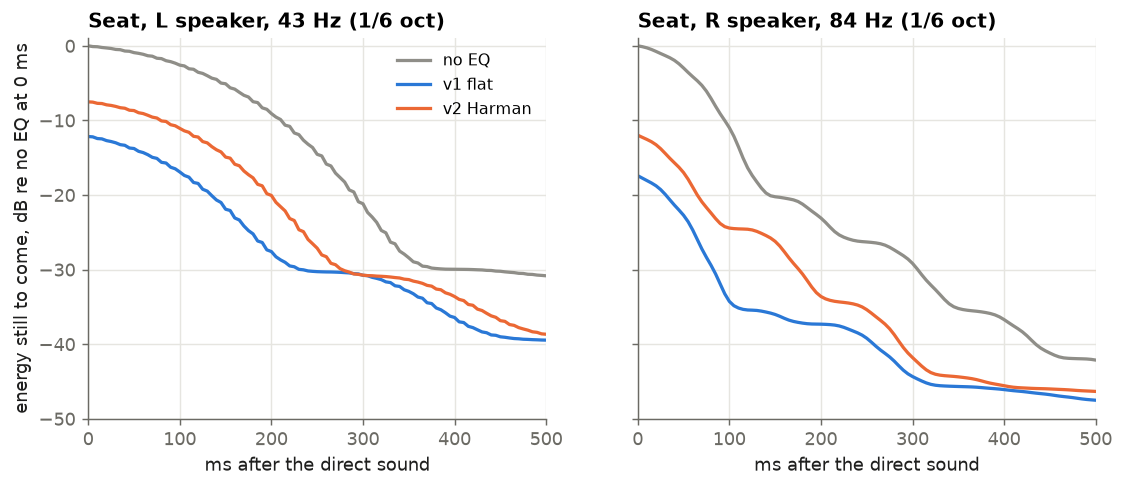 Seat, L speaker, 43 Hz (1/6 oct)
Seat, R speaker, 84 Hz (1/6 oct)
energy still to come, dB re no EQ at 0 ms
0
−10
−20
−30
−40
−50
no EQ
v1 flat
v2 Harman
0 100 200 300 400 500
0 100 200 300 400 500
ms after the direct sound
ms after the direct sound